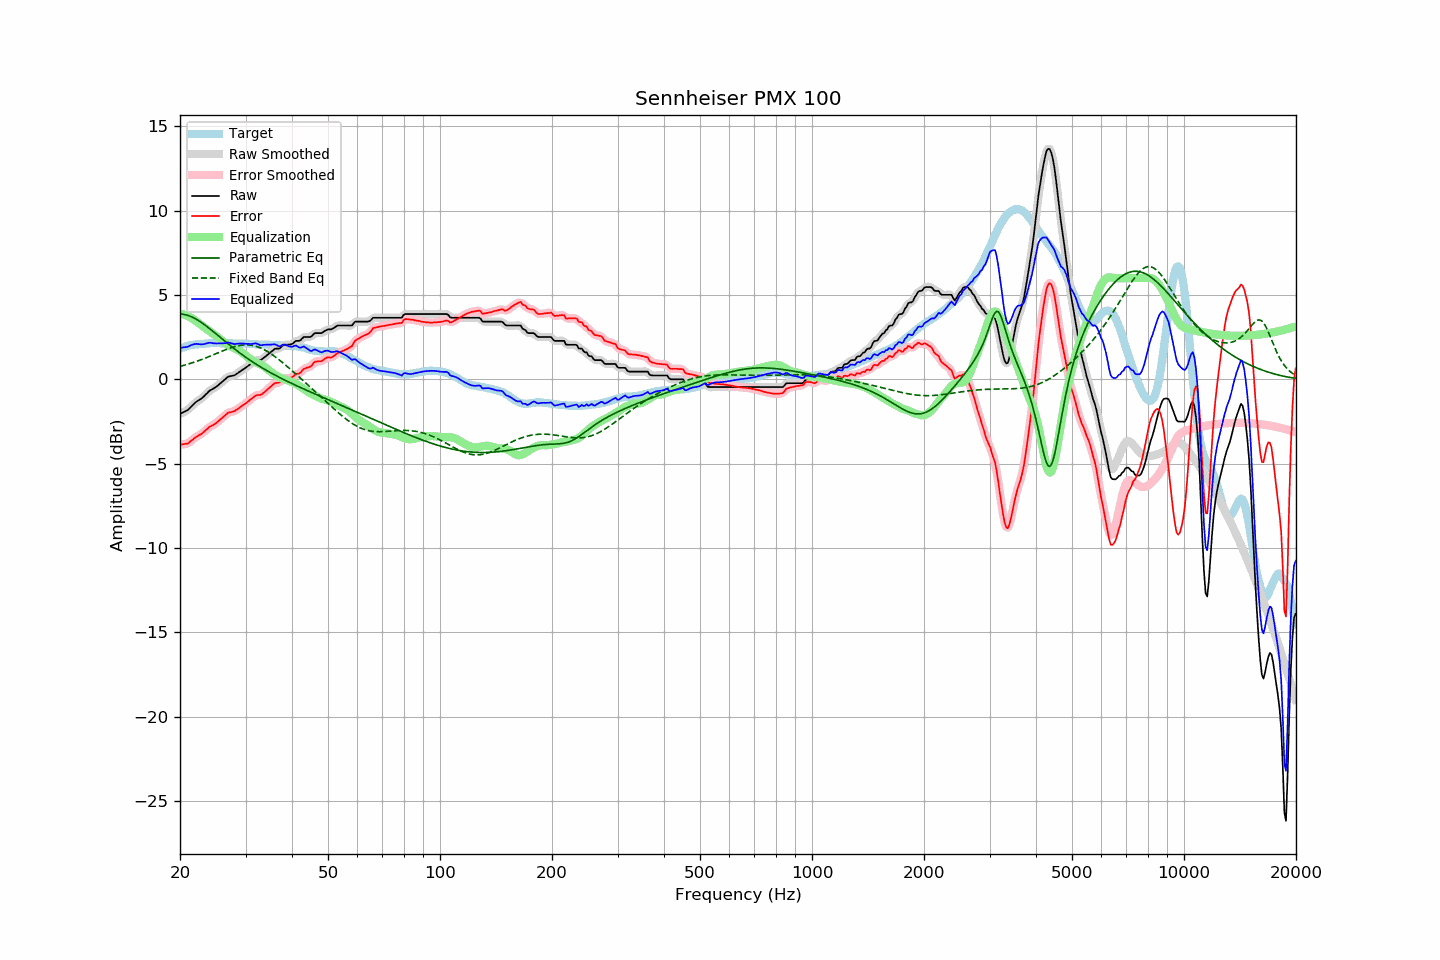 Sennheiser PMX 100
15
10
5
0
−5
−10
−15
−20
−25
Amplitude (dBr)
Target
Raw Smoothed
Error Smoothed
Raw
Error
Equalization
Parametric Eq
Fixed Band Eq
Equalized
20 50 100 200 500 1000 2000 5000 10000 20000
Frequency (Hz)